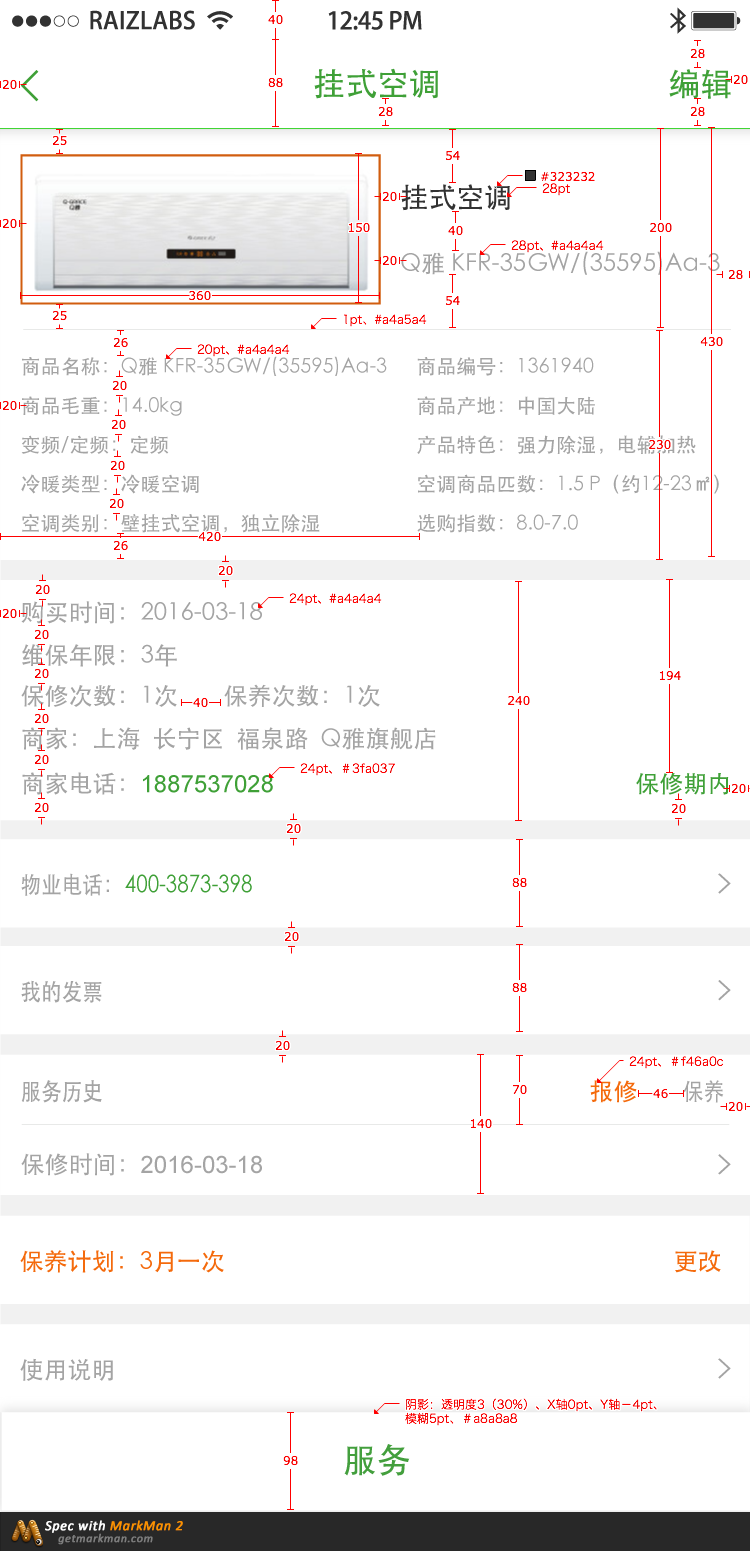 RAIZLABS 12:45 PM
40
88
28
20
挂式空调
编辑
28
20
28
28
25
54
Q-GRACE
Q雅
挂式空调
#323232
28pt
20
20
150
40
200
28pt、#a4a4a4
20
Q雅 KFR-35GW/(35595)Aa-3
28
360
54
25
1pt、#a4a5a4
26
20pt、#a4a4a4
430
商品名称：Q雅 KFR-35GW/(35595)Aa-3 商品编号：1361940
20
20
商品毛重：14.0kg 商品产地：中国大陆
20
变频/定频：定频 产品特色：强力除湿，电辅加热
230
20
冷暖类型：冷暖空调 空调商品匹数：1.5 P（约12-23㎡）
20
空调类别：壁挂式空调，独立除湿 选购指数：8.0-7.0
420
26
20
20
24pt、#a4a4a4
20
购买时间：2016-03-18
20
维保年限：3年
20
194
保修次数：1次 40 保养次数：1次
240
20
商家：上海 长宁区 福泉路 Q雅旗舰店
20
24pt、#3fa037
商家电话：1887537028 保修期内
20
20
20
20
物业电话：400-3873-398
88
20
我的发票
88
20
24pt、#f46a0c
服务历史
70
报修 46 保养
20
140
保修时间：2016-03-18
保养计划：3月一次 更改
使用说明
阴影：透明度3（30%）、X轴0pt、Y轴－4pt、
模糊5pt、#a8a8a8
98
服务
Spec with MarkMan 2
getmarkman.com